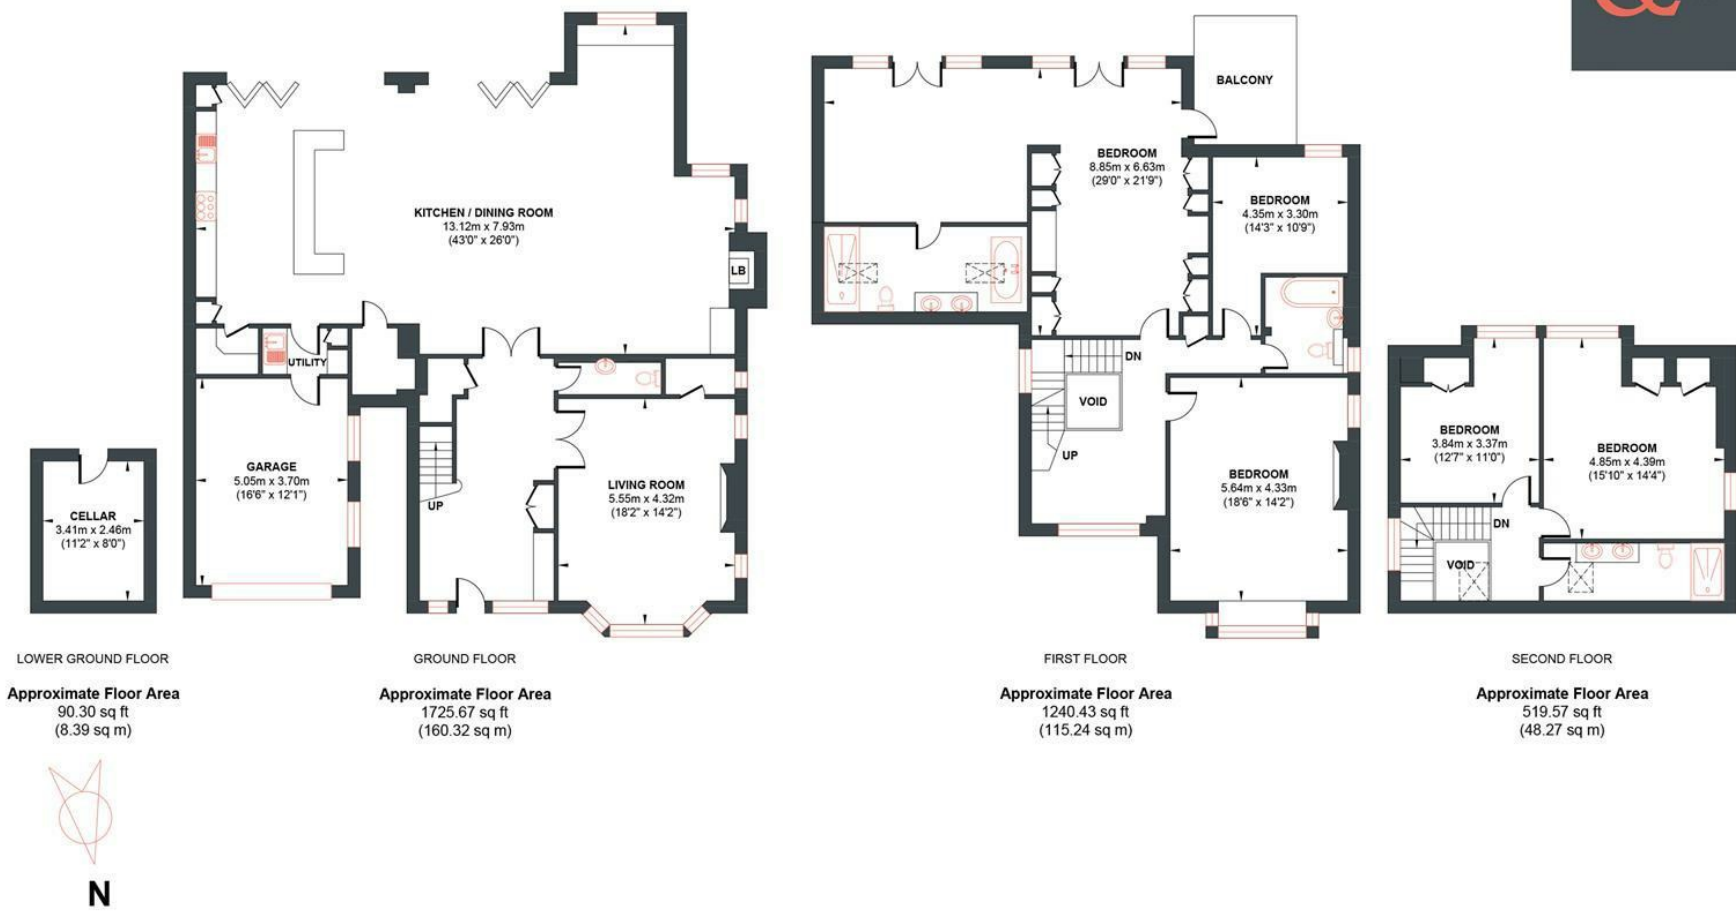 BALCONY
BEDROOM
8.85m x 6.63m
(29'0" x 21'9")
BEDROOM
4.35m x 3.30m
(14'3" x 10'9")
KITCHEN / DINING ROOM
13.12m x 7.93m
(43'0" x 26'0")
LB
UTILITY
DN
VOID
UP
GARAGE
5.05m x 3.70m
(16'6" x 12'1")
CELLAR
3.41m x 2.46m
(11'2" x 8'0")
UP
LIVING ROOM
5.55m x 4.32m
(18'2" x 14'2")
BEDROOM
5.64m x 4.33m
(18'6" x 14'2")
BEDROOM
3.84m x 3.37m
(12'7" x 11'0")
BEDROOM
4.85m x 4.39m
(15'10" x 14'4")
DN
VOID
LOWER GROUND FLOOR
Approximate Floor Area
90.30 sq ft
(8.39 sq m)
GROUND FLOOR
Approximate Floor Area
1725.67 sq ft
(160.32 sq m)
FIRST FLOOR
Approximate Floor Area
1240.43 sq ft
(115.24 sq m)
SECOND FLOOR
Approximate Floor Area
519.57 sq ft
(48.27 sq m)
N